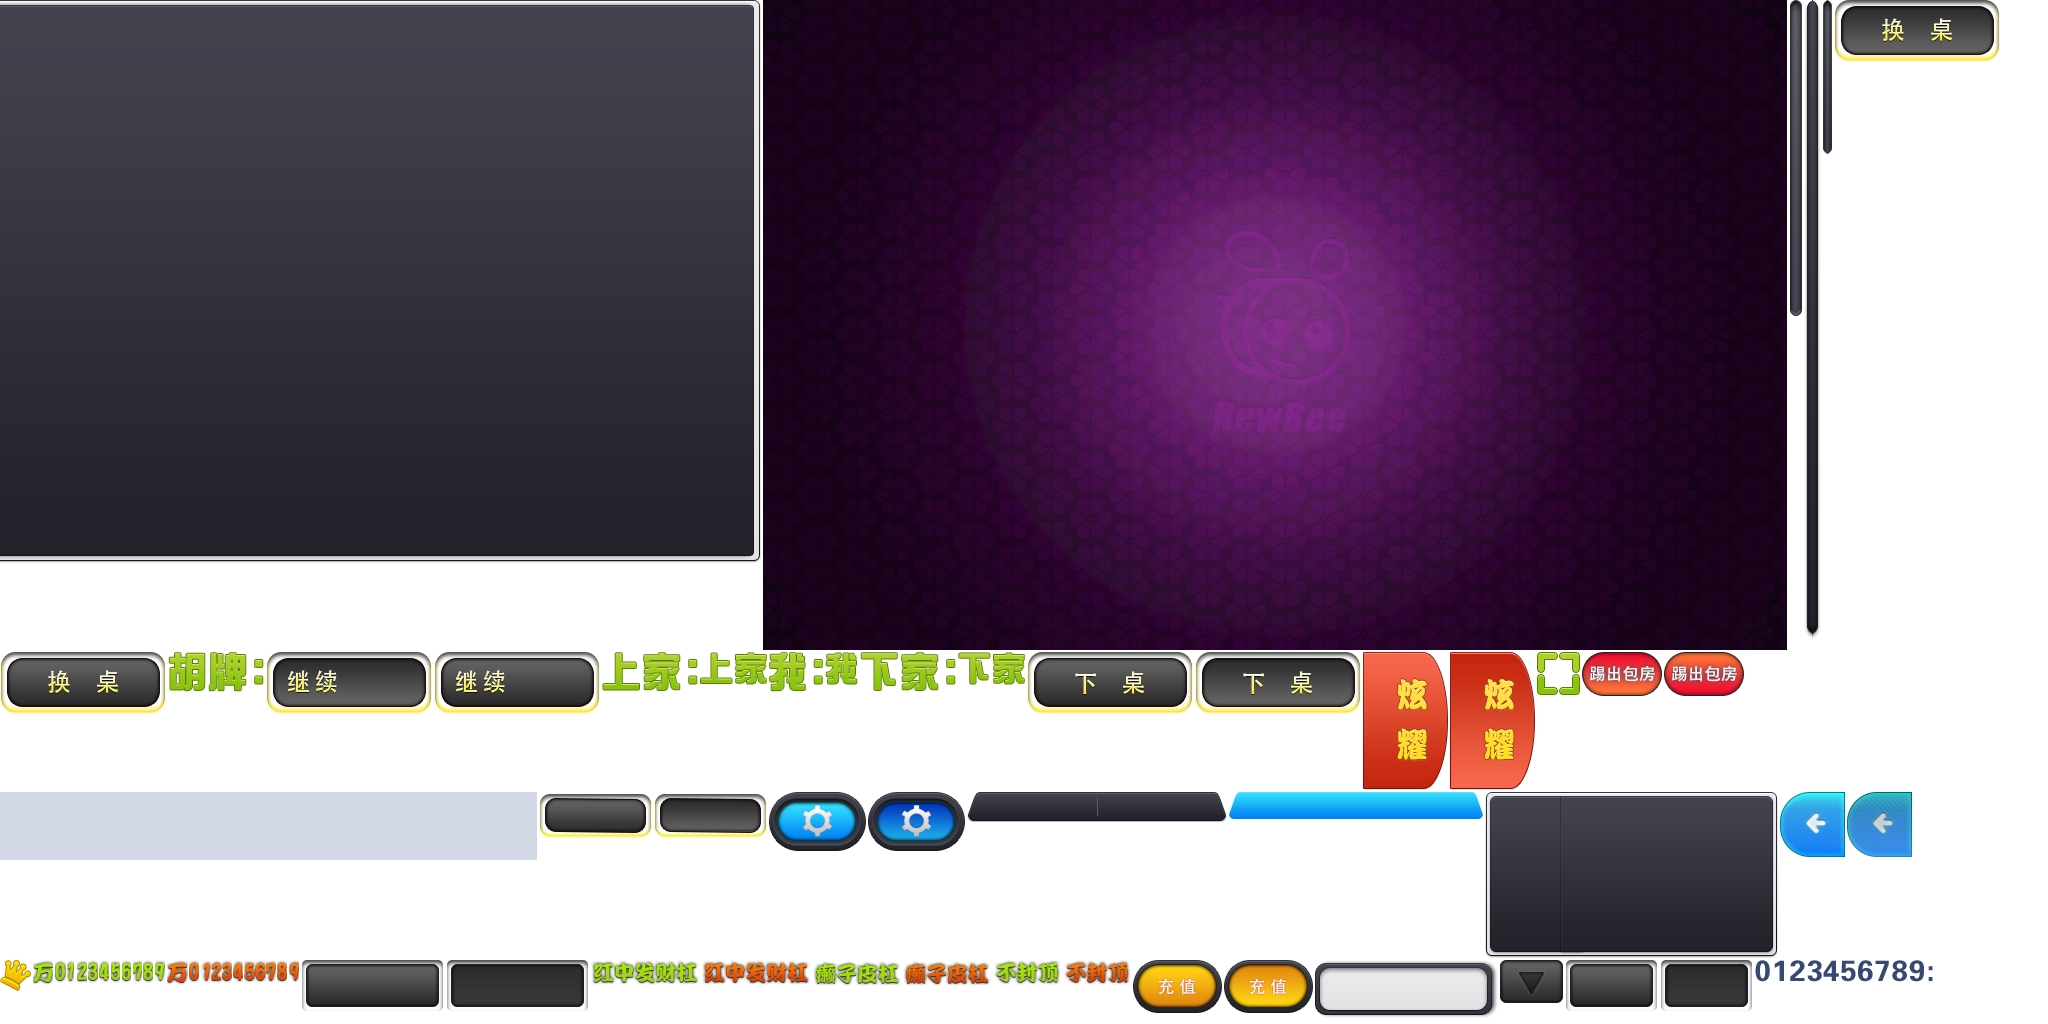 换 桌
NewBee
换 桌
胡牌:
继续
继续
上家:上家我:我下家:下家
下 桌
下 桌
炫耀
炫耀
踢出包房
踢出包房
万0123456789万0123456789
红中发财杠
红中发财杠
癞子皮杠
癞子皮杠
不封顶
不封顶
充值
充值
0123456789: